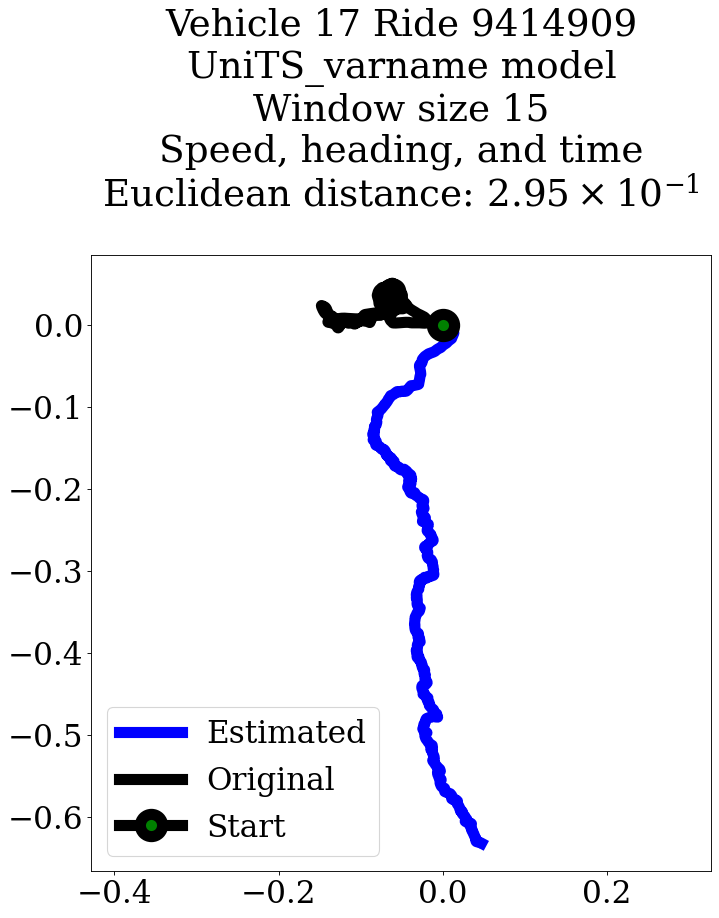 Vehicle 17 Ride 9414909
UniTS_varname model
Window size 15
Speed, heading, and time
Euclidean distance: 2.95 × 10⁻¹
0.0
−0.1
−0.2
−0.3
−0.4
−0.5
−0.6
Estimated
Original
Start
−0.4 −0.2 0.0 0.2